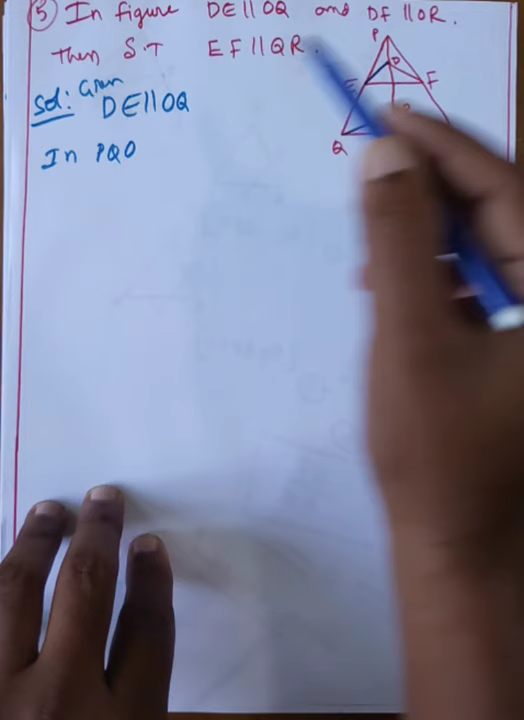 5 In figure DE||OQ and DF||OR.
Then S.T EF||QR.
Sol: Given DE||OQ
In PQO
P
D
E F
Q